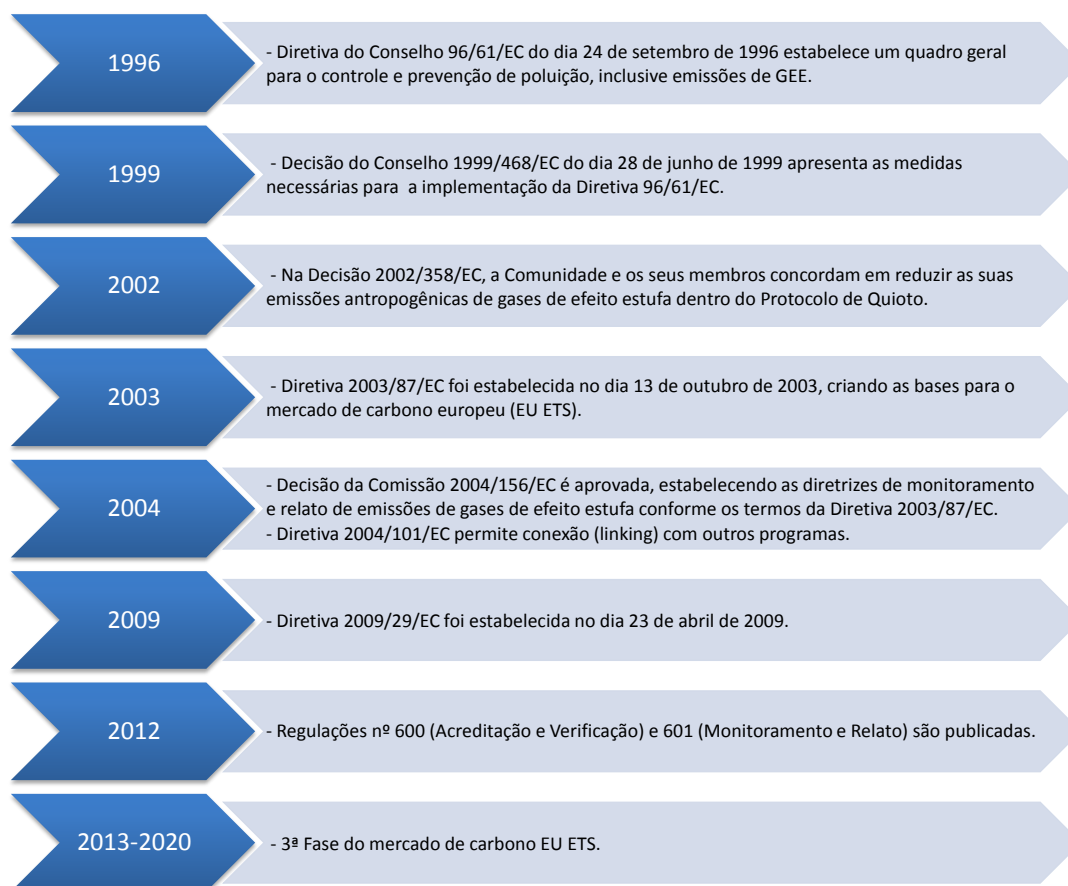 1996
- Diretiva do Conselho 96/61/EC do dia 24 de setembro de 1996 estabelece um quadro geral
para o controle e prevenção de poluição, inclusive emissões de GEE.
1999
- Decisão do Conselho 1999/468/EC do dia 28 de junho de 1999 apresenta as medidas
necessárias para a implementação da Diretiva 96/61/EC.
2002
- Na Decisão 2002/358/EC, a Comunidade e os seus membros concordam em reduzir as suas
emissões antropogênicas de gases de efeito estufa dentro do Protocolo de Quioto.
2003
- Diretiva 2003/87/EC foi estabelecida no dia 13 de outubro de 2003, criando as bases para o
mercado de carbono europeu (EU ETS).
2004
- Decisão da Comissão 2004/156/EC é aprovada, estabelecendo as diretrizes de monitoramento
e relato de emissões de gases de efeito estufa conforme os termos da Diretiva 2003/87/EC.
- Diretiva 2004/101/EC permite conexão (linking) com outros programas.
2009
- Diretiva 2009/29/EC foi estabelecida no dia 23 de abril de 2009.
2012
- Regulações nº 600 (Acreditação e Verificação) e 601 (Monitoramento e Relato) são publicadas.
2013-2020
- 3ª Fase do mercado de carbono EU ETS.